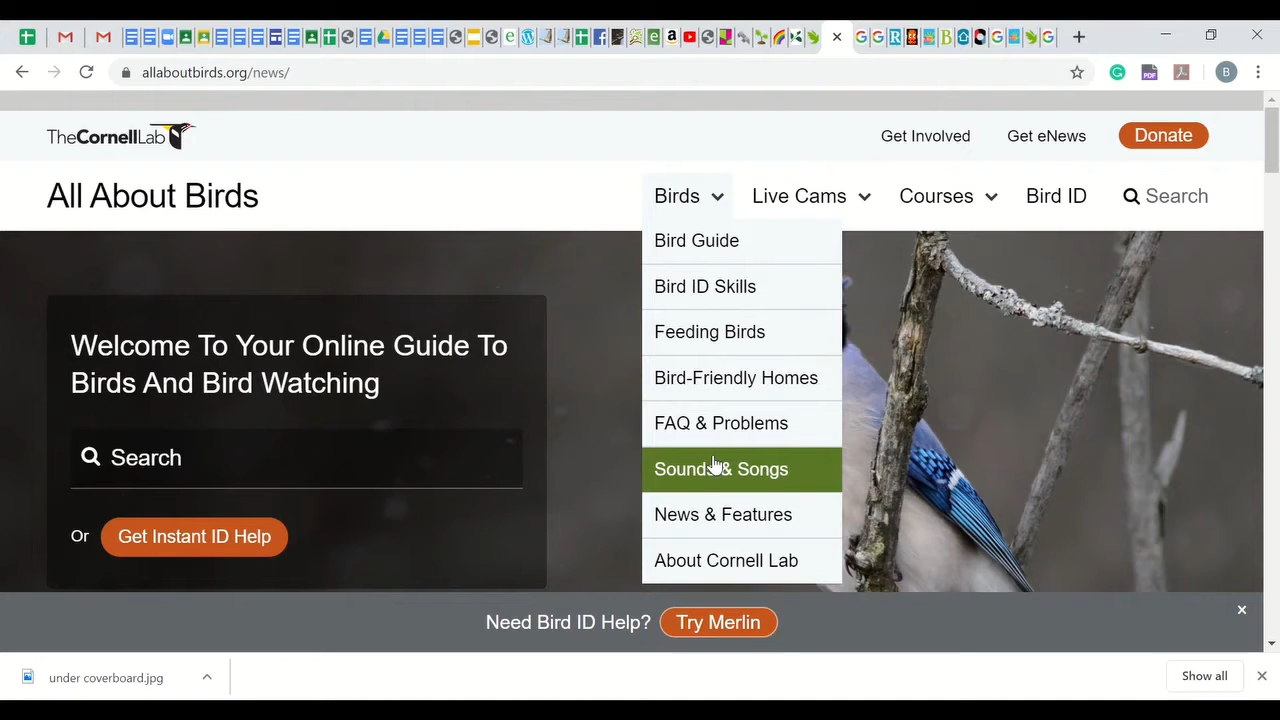 allaboutbirds.org/news/
B
TheCornellLab
Get Involved
Get eNews
Donate
All About Birds
Birds
Live Cams
Courses
Bird ID
Search
Bird Guide
Bird ID Skills
Feeding Birds
Bird-Friendly Homes
FAQ & Problems
Sounds & Songs
News & Features
About Cornell Lab
Welcome To Your Online Guide To
Birds And Bird Watching
Search
Or
Get Instant ID Help
Need Bird ID Help?
Try Merlin
under coverboard.jpg
Show all